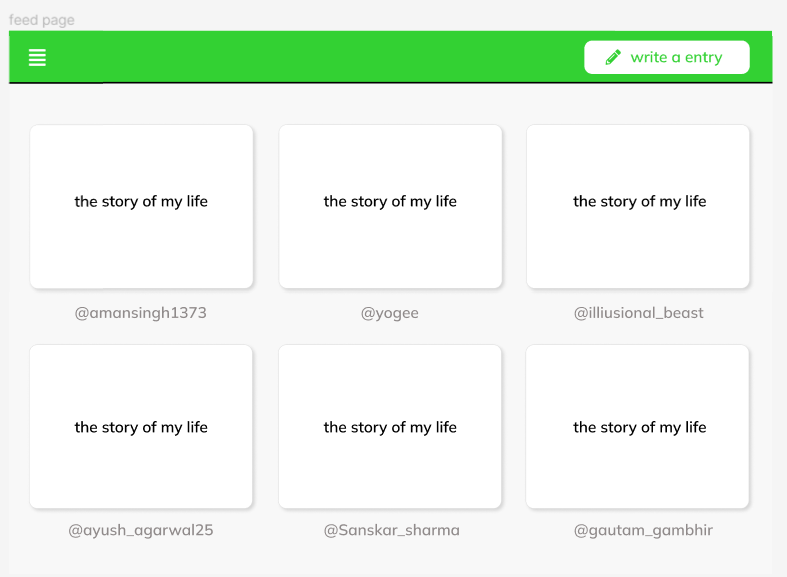 feed page
write a entry
the story of my life
the story of my life
the story of my life
@amansingh1373
@yogee
@illiusional_beast
the story of my life
the story of my life
the story of my life
@ayush_agarwal25
@Sanskar_sharma
@gautam_gambhir